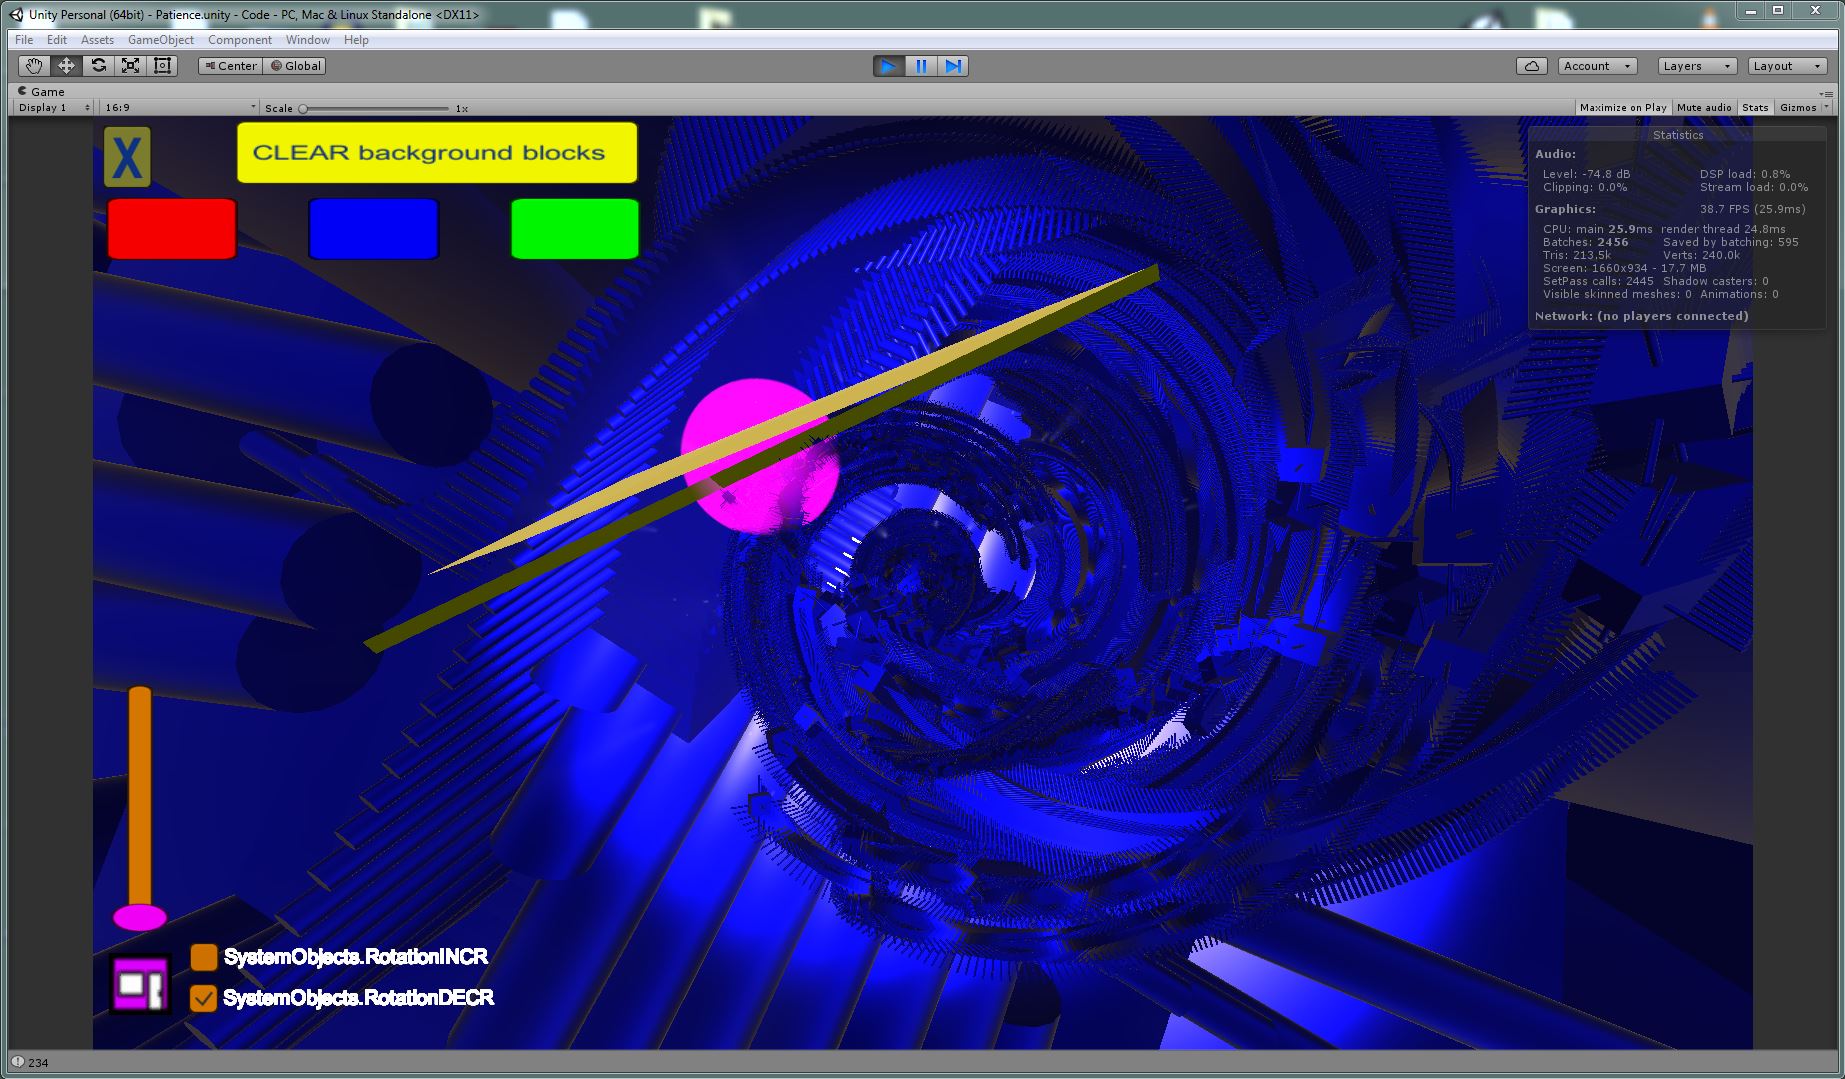 Unity Personal (64bit) - Patience.unity - Code - PC, Mac & Linux Standalone <DX11>
File Edit Assets GameObject Component Window Help
Center Global Account Layers Layout
Game
Display 1 16:9 Scale 1x Maximize on Play Mute audio Stats Gizmos
X
CLEAR background blocks
Statistics
Audio:
Level: -74.8 dB DSP load: 0.8%
Clipping: 0.0% Stream load: 0.0%
Graphics: 38.7 FPS (25.9ms)
CPU: main 25.9ms render thread 24.8ms
Batches: 2456 Saved by batching: 595
Tris: 213.5k Verts: 240.0k
Screen: 1660x934 - 17.7 MB
SetPass calls: 2445 Shadow casters: 0
Visible skinned meshes: 0 Animations: 0
Network: (no players connected)
SystemObjects.RotationINCR
SystemObjects.RotationDECR
234